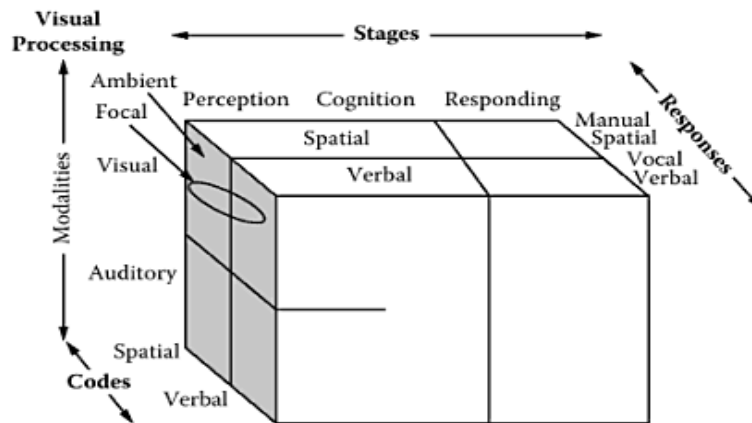 Visual
Processing
Stages
Ambient
Focal
Perception Cognition Responding
Manual
Spatial
Vocal
Verbal
Responses
Spatial
Verbal
Visual
Modalities
Auditory
Spatial
Codes
Verbal